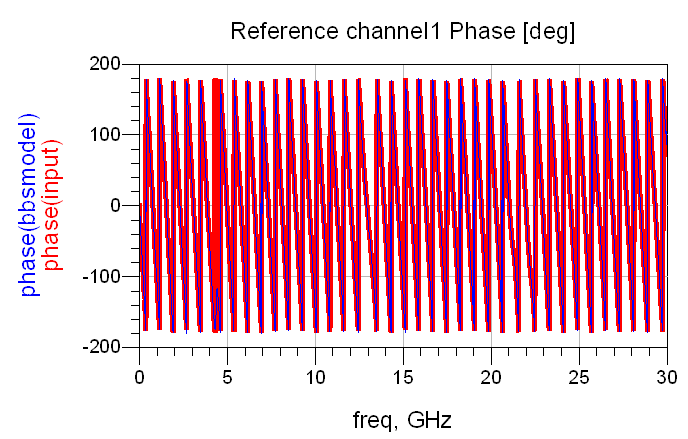 Reference channel1 Phase [deg]
phase(bbsmodel)
phase(input)
200
100
0
-100
-200
0 5 10 15 20 25 30
freq, GHz